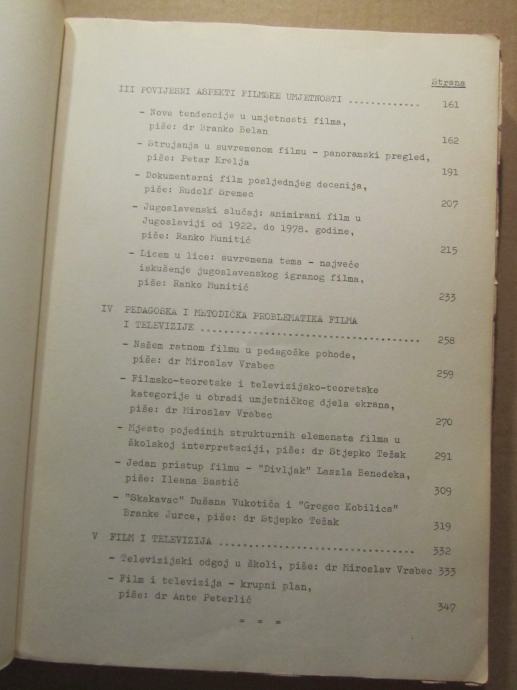 Strana
III POVIJESNI ASPEKTI FILMSKE UMJETNOSTI ............. 161
- Nove tendencije u umjetnosti filma,
piše: dr Branko Belan 162
- Strujanja u suvremenom filmu - panoramski pregled,
piše: Petar Krelja 191
- Dokumentarni film posljednjeg decenija,
piše: Rudolf Sremec 207
- Jugoslavenski slučaj: animirani film u
Jugoslaviji od 1922. do 1978. godine,
piše: Ranko Munitić 215
- Licem u lice: suvremena tema - najveće
iskušenje jugoslavenskog igranog filma,
piše: Ranko Munitić 233
IV PEDAGOŠKA I METODIČKA PROBLEMATIKA FILMA
I TELEVIZIJE ........................................ 258
- Našem ratnom filmu u pedagoške pohode,
piše: dr Miroslav Vrabec 259
- Filmsko-teoretske i televizijsko-teoretske
kategorije u obradi umjetničkog djela ekrana,
piše: dr Miroslav Vrabec 270
- Mjesto pojedinih strukturnih elemenata filma u
školskoj interpretaciji, piše: dr Stjepko Težak 291
- Jedan pristup filmu - "Divljak" Laszla Benedeka,
piše: Ileana Bastić 309
- "Skakavac" Dušana Vukotića i "Gregec Kobilica"
Branke Jurce, piše: dr Stjepko Težak 319
V FILM I TELEVIZIJA .................................... 332
- Televizijski odgoj u školi, piše: dr Miroslav Vrabec 333
- Film i televizija - krupni plan,
piše: dr Ante Peterlić 347
= = =